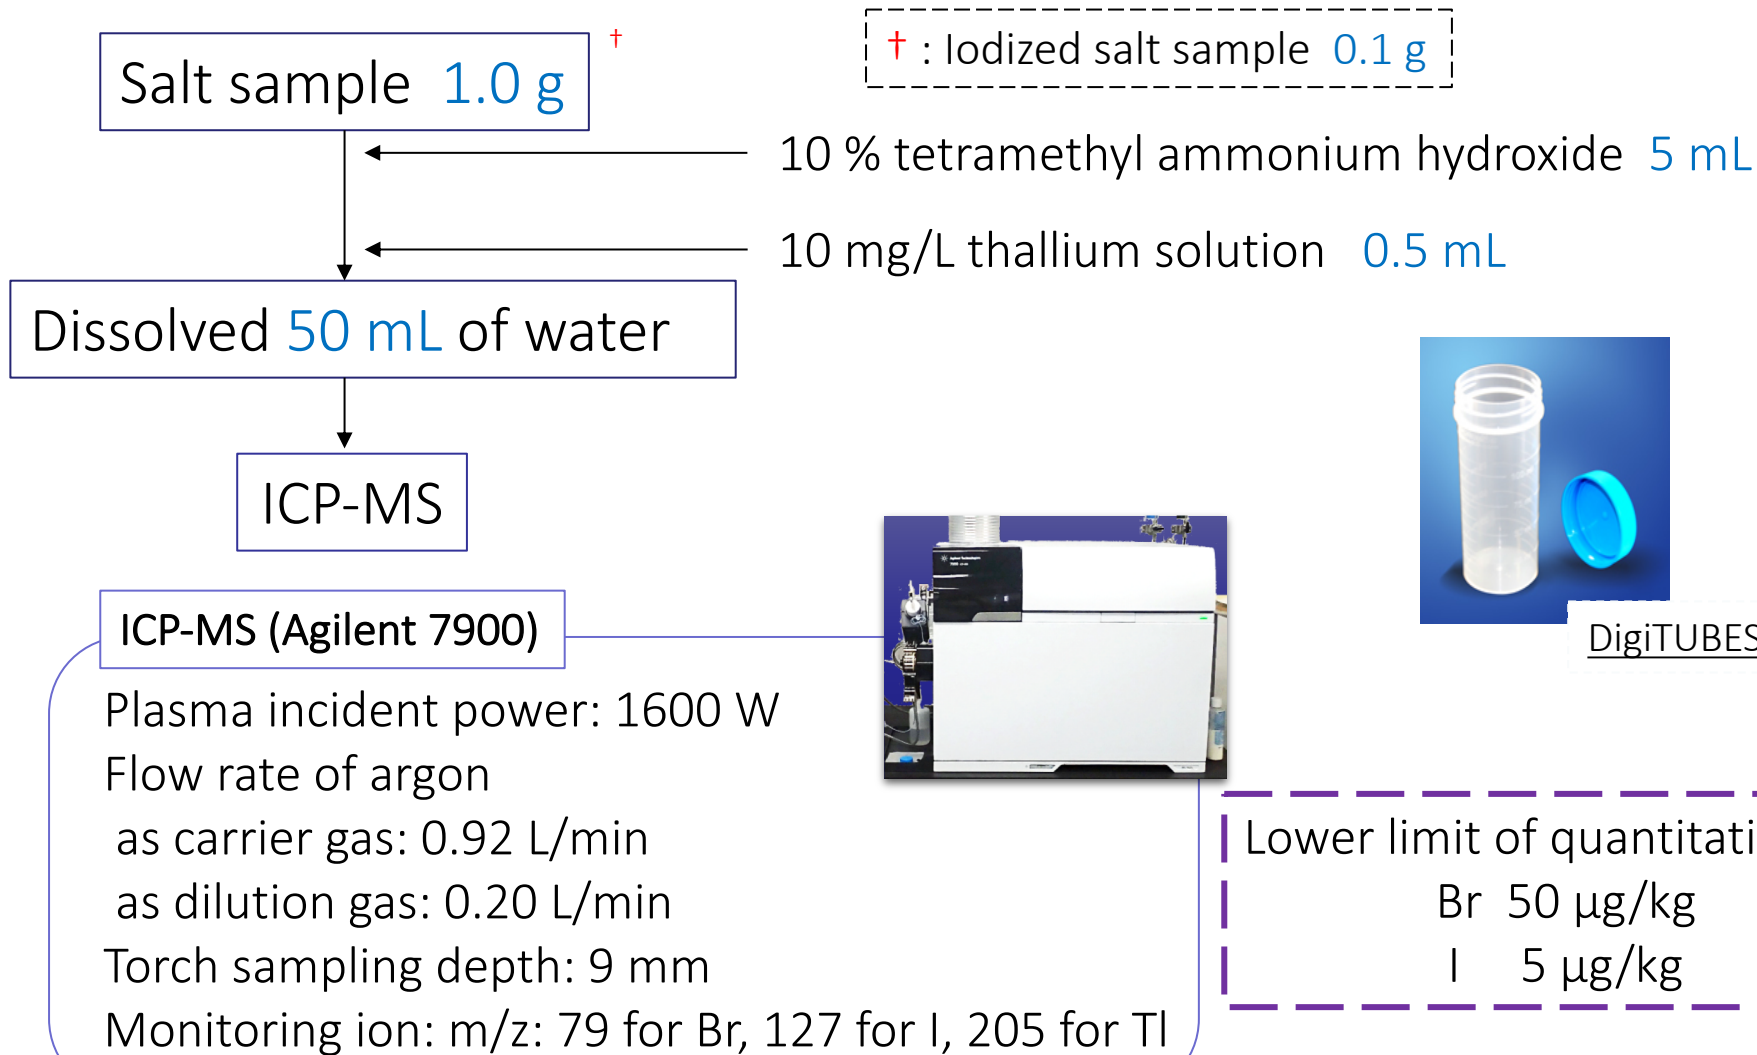 Salt sample 1.0 g †
† : Iodized salt sample 0.1 g
10 % tetramethyl ammonium hydroxide 5 mL
10 mg/L thallium solution 0.5 mL
Dissolved 50 mL of water
ICP-MS
DigiTUBES
ICP-MS (Agilent 7900)
Plasma incident power: 1600 W
Flow rate of argon
as carrier gas: 0.92 L/min
as dilution gas: 0.20 L/min
Torch sampling depth: 9 mm
Monitoring ion: m/z: 79 for Br, 127 for I, 205 for Tl
Lower limit of
Br 50 µg/kg
I 5 µg/kg